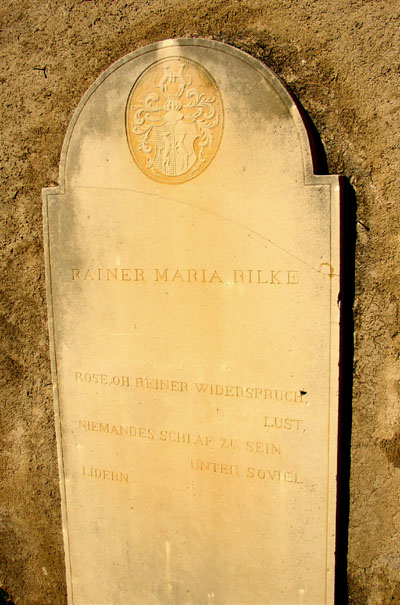 RAINER MARIA RILKE
ROSE, OH REINER WIDERSPRUCH,
LUST,
NIEMANDES SCHLAF ZU SEIN
UNTER SOVIEL
LIDERN.